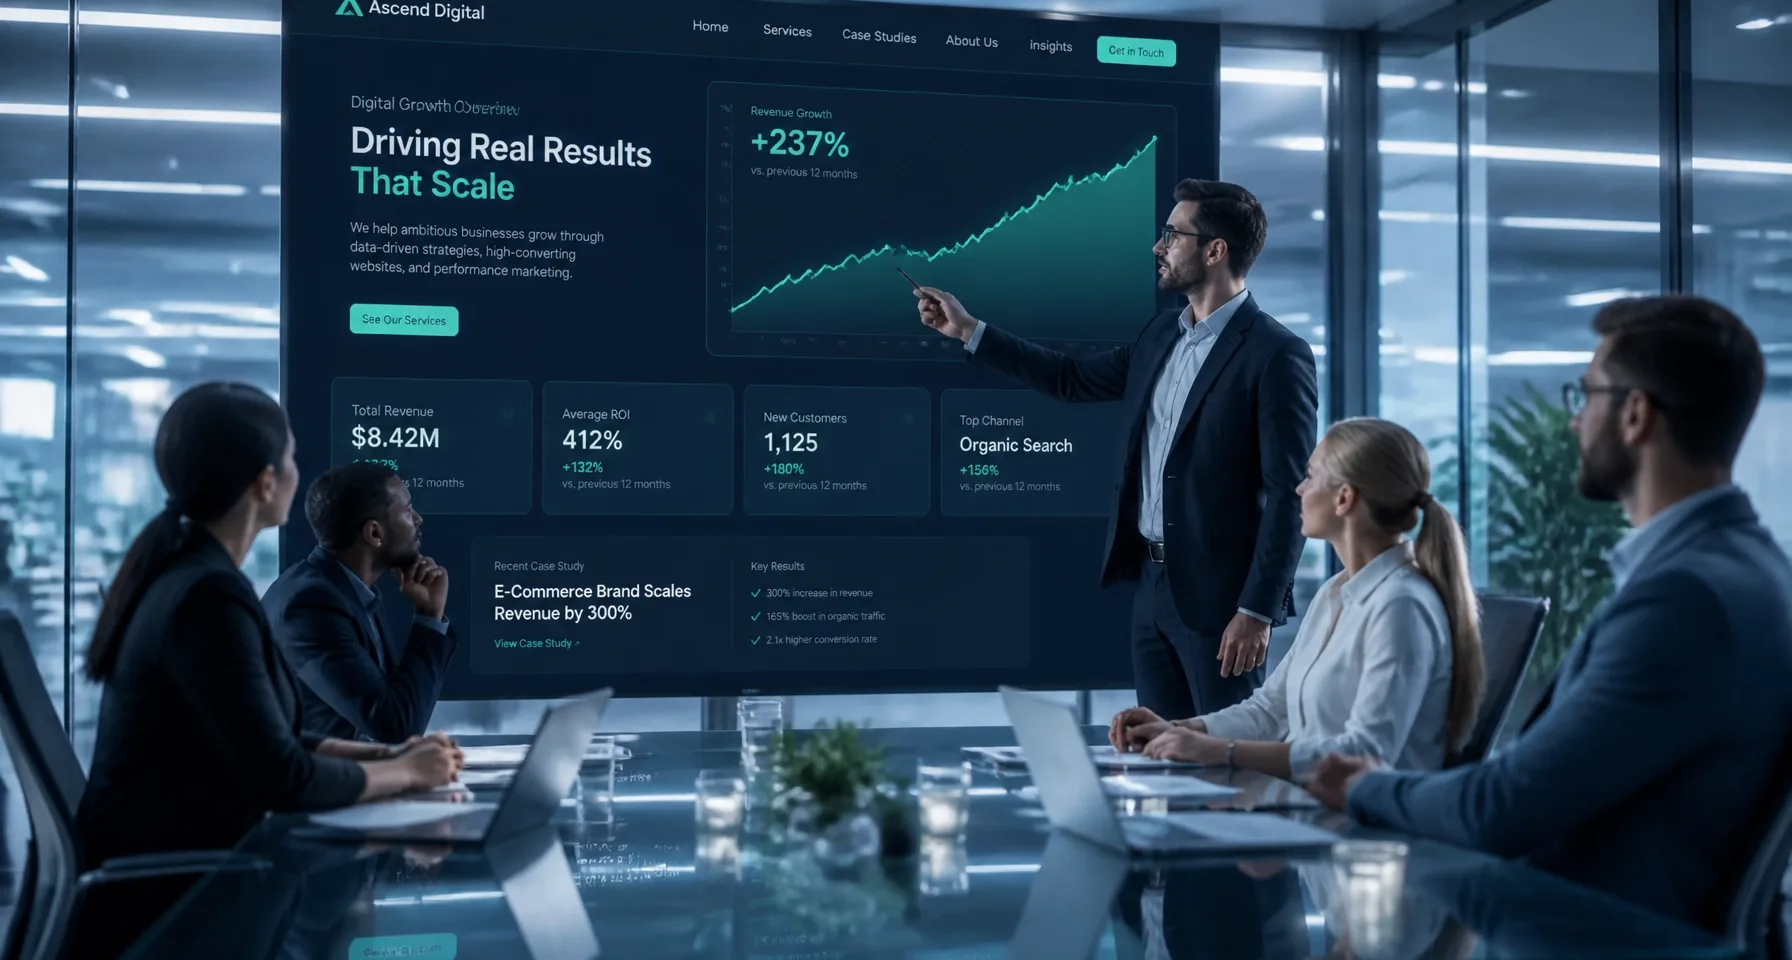 Ascend Digital
Home
Services
Case Studies
About Us
Insights
Get in Touch
Digital Growth
Driving Real Results
That Scale
We help ambitious businesses grow through
data-driven strategies, high-converting
websites, and performance marketing.
See Our Services
Revenue Growth
+237%
vs. previous 12 months
Total Revenue
$8.42M
12 months
Average ROI
412%
+132%
vs. previous 12 months
New Customers
1,125
+180%
vs. previous 12 months
Top Channel
Organic Search
+156%
vs. previous 12 months
Recent Case Study
E-Commerce Brand Scales
Revenue by 300%
View Case Study
Key Results
300% increase in revenue
165% boost in organic traffic
2.1x higher conversion rate